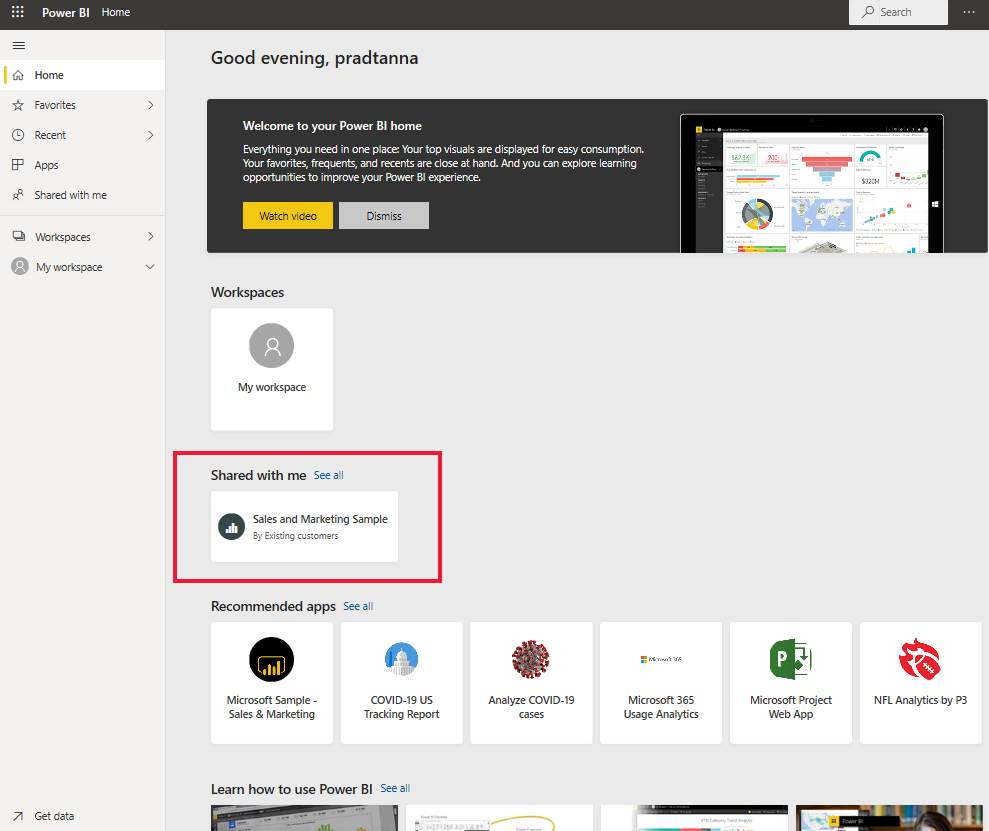 Power BI Home
Search
Home
Favorites
Recent
Apps
Shared with me
Workspaces
My workspace
Get data
Good evening, pradtanna
Welcome to your Power BI home
Everything you need in one place: Your top visuals are displayed for easy consumption.
Your favorites, frequents, and recents are close at hand. And you can explore learning
opportunities to improve your Power BI experience.
Watch video
Dismiss
$320M
Workspaces
My workspace
Shared with me See all
Sales and Marketing Sample
By Existing customers
Recommended apps See all
Microsoft Sample -
Sales & Marketing
COVID-19 US
Tracking Report
Analyze COVID-19
cases
Microsoft 365
Microsoft 365
Usage Analytics
P
Microsoft Project
Web App
NFL Analytics by P3
Learn how to use Power BI See all
Power BI